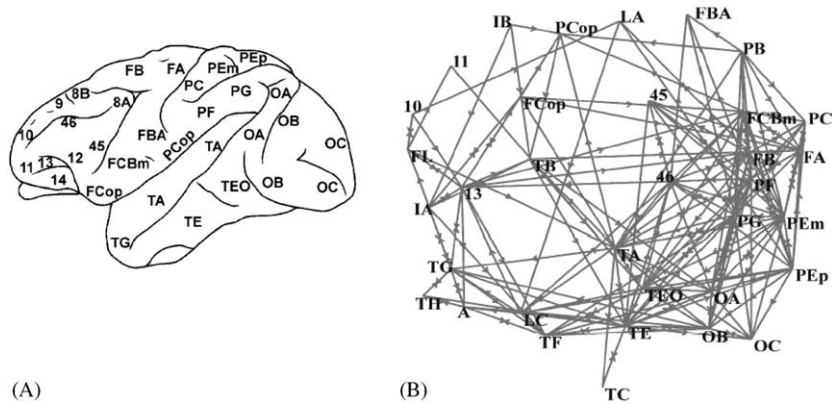 FB FA PEm PEp
9 8B 8A PC PG OA
46 PF OB
10 45 FBA OA OC
11 13 12 FCBm PCop TA
14 FCop TEO OB OC
TA TE
TG
(A)
IB PCop LA FBA
11 PB
10 FCop 45 FCBm PC
FL TB FB FA
IA 13 46 PF
PG PEm
TG TA PEp
TH A LC TEO OA
TF TE OB OC
TC
(B)